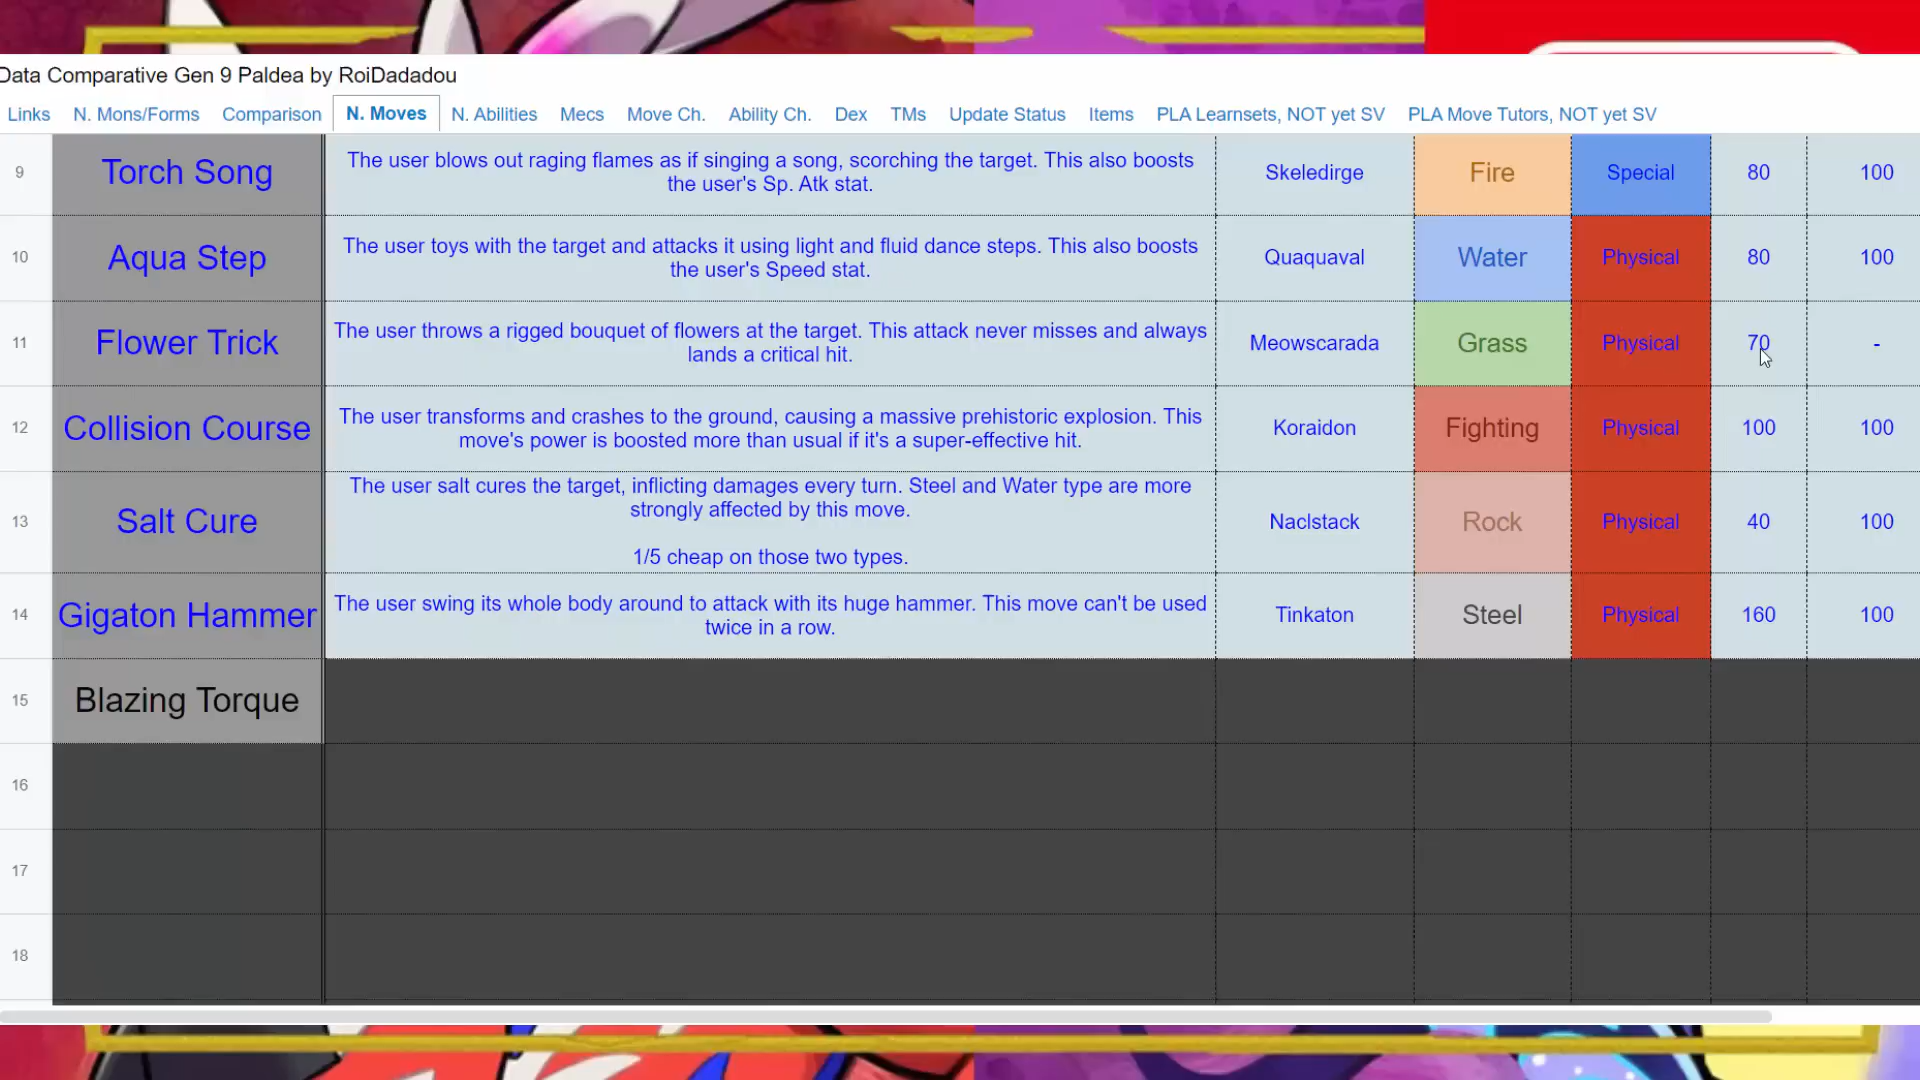 Data Comparative Gen 9 Paldea by RoiDadadou
Links N. Mons/Forms Comparison N. Moves N. Abilities Mecs Move Ch. Ability Ch. Dex TMs Update Status Items PLA Learnsets, NOT yet SV PLA Move Tutors, NOT yet SV
9 Torch Song The user blows out raging flames as if singing a song, scorching the target. This also boosts
the user's Sp. Atk stat. Skeledirge Fire Special 80 100
10 Aqua Step The user toys with the target and attacks it using light and fluid dance steps. This also boosts
the user's Speed stat. Quaquaval Water Physical 80 100
11 Flower Trick The user throws a rigged bouquet of flowers at the target. This attack never misses and always
lands a critical hit. Meowscarada Grass Physical 70 -
12 Collision Course The user transforms and crashes to the ground, causing a massive prehistoric explosion. This
move's power is boosted more than usual if it's a super-effective hit. Koraidon Fighting Physical 100 100
13 Salt Cure The user salt cures the target, inflicting damages every turn. Steel and Water type are more
strongly affected by this move.
1/5 cheap on those two types. Naclstack Rock Physical 40 100
14 Gigaton Hammer The user swing its whole body around to attack with its huge hammer. This move can't be used
twice in a row. Tinkaton Steel Physical 160 100
15 Blazing Torque
16
17
18